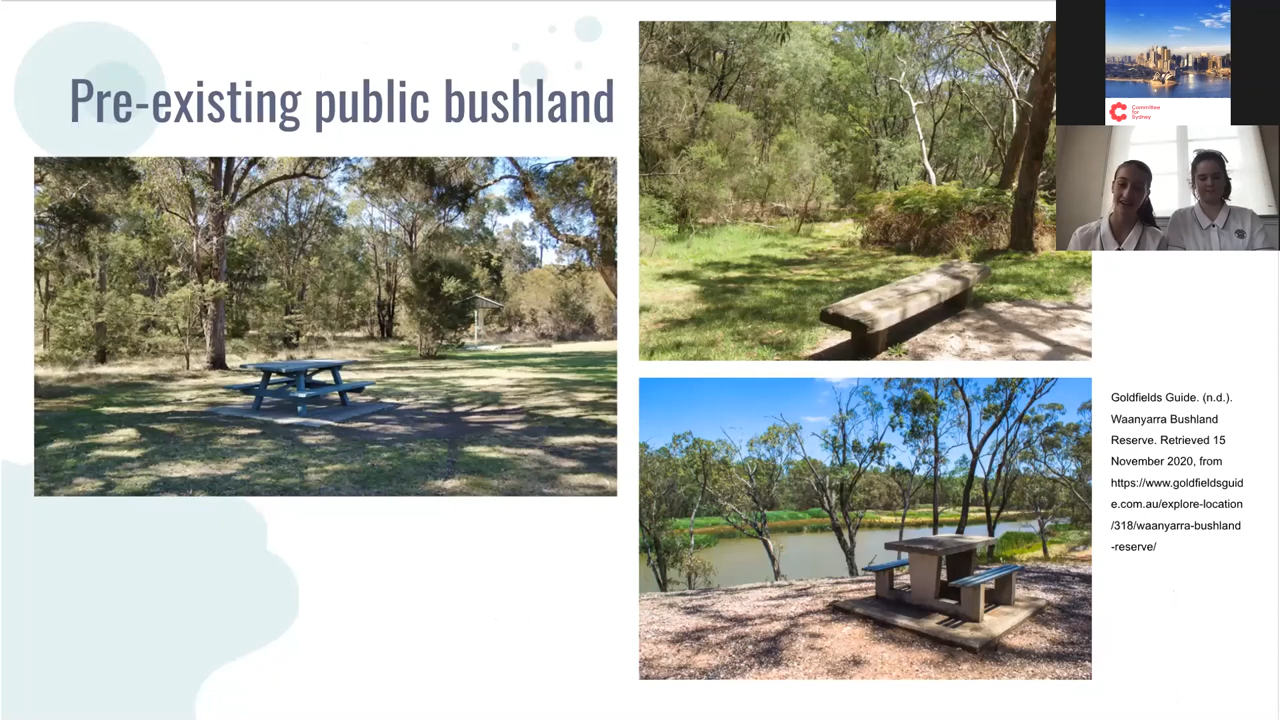 Pre-existing public bushland
Committee
for
Sydney
Goldfields Guide. (n.d.).
Waanyarra Bushland
Reserve. Retrieved 15
November 2020, from
https://www.goldfieldsguid
e.com.au/explore-location
/318/waanyarra-bushland
-reserve/